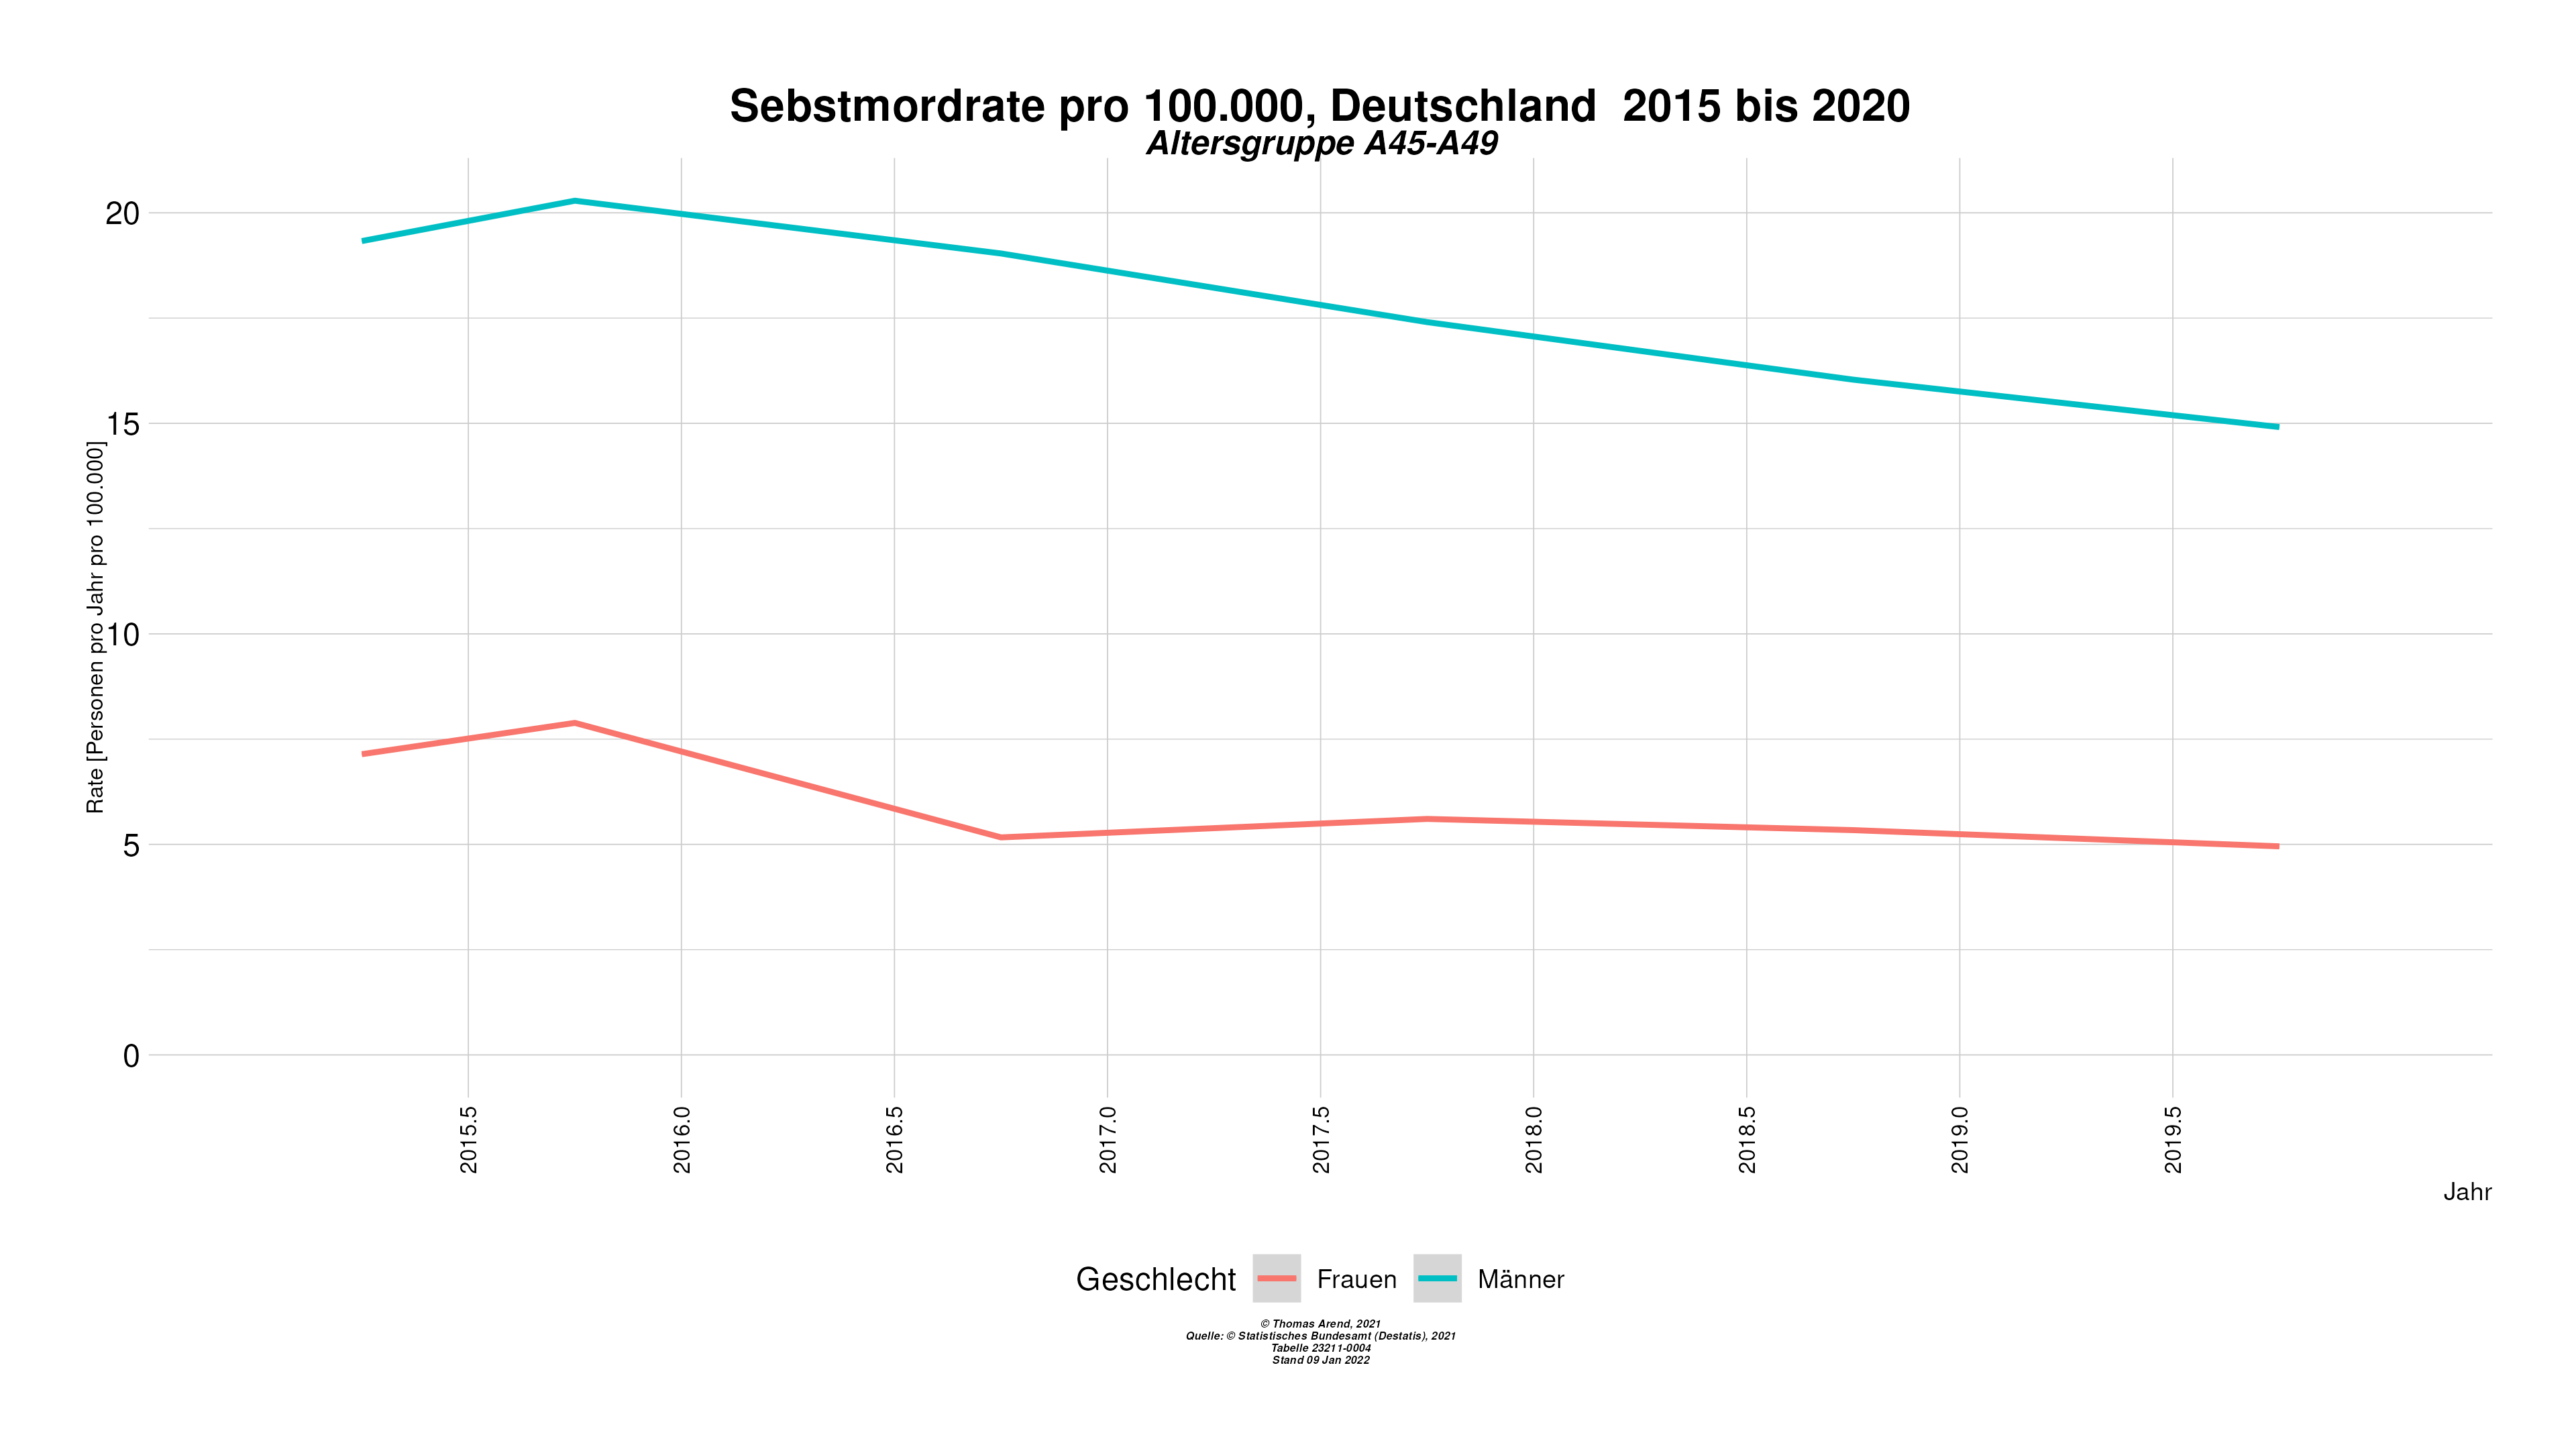 Sebstmordrate pro 100.000, Deutschland  2015 bis 2020
Altersgruppe A45-A49
Rate [Personen pro Jahr pro 100.000]
20
15
10
5
0
2015.5
2016.0
2016.5
2017.0
2017.5
2018.0
2018.5
2019.0
2019.5
Jahr
Geschlecht Frauen Männer
© Thomas Arend, 2021
Quelle: © Statistisches Bundesamt (Destatis), 2021
Tabelle 23211-0004
Stand 09 Jan 2022